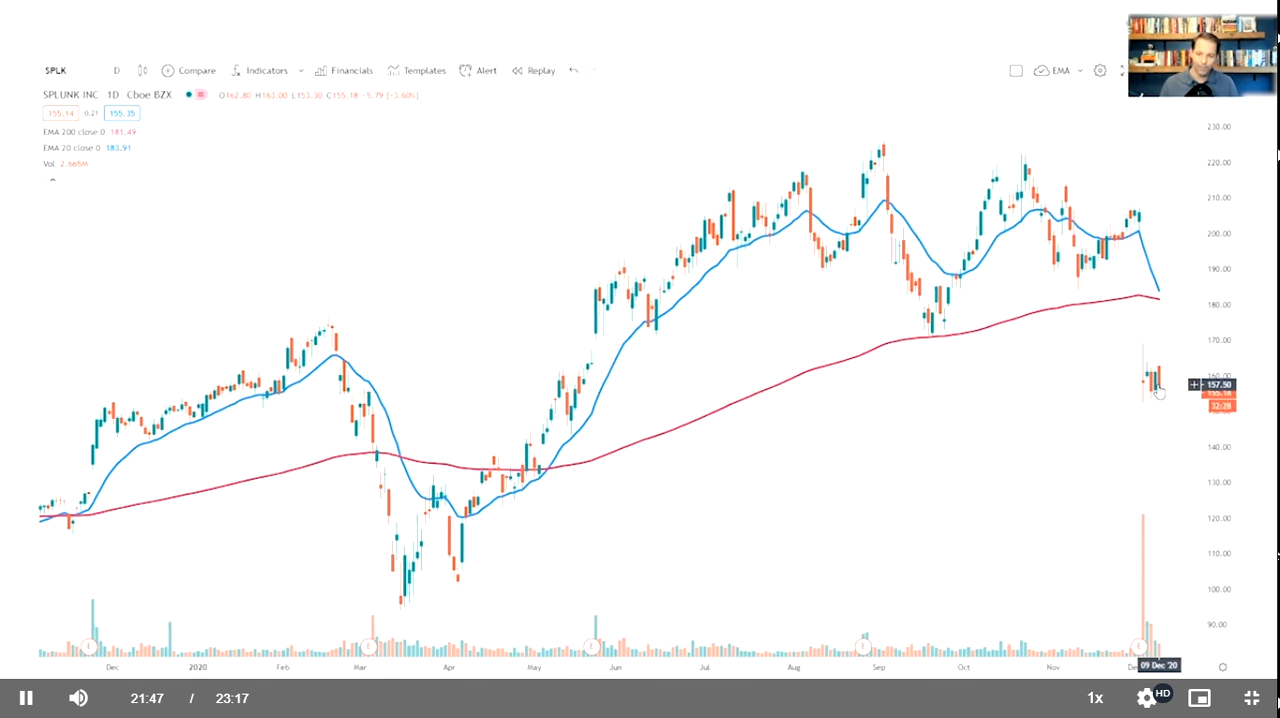 SPLK D Compare Indicators Financials Templates Alert Replay EMA
SPLUNK INC 1D Cboe BZX O162.80 H163.00 L153.30 C155.18 -5.79 [-3.60%]
155.14 0.21 155.35
EMA 200 close 0 181.49
EMA 20 close 0 183.91
Vol 2.665M
230.00
220.00
210.00
200.00
190.00
180.00
170.00
160.00
157.50
155.18
12:28
140.00
130.00
120.00
110.00
100.00
90.00
E E E E E
Dec 2020 Feb Mar Apr May Jun Jul Aug Sep Oct Nov 09 Dec '20
21:47 / 23:17 1x HD